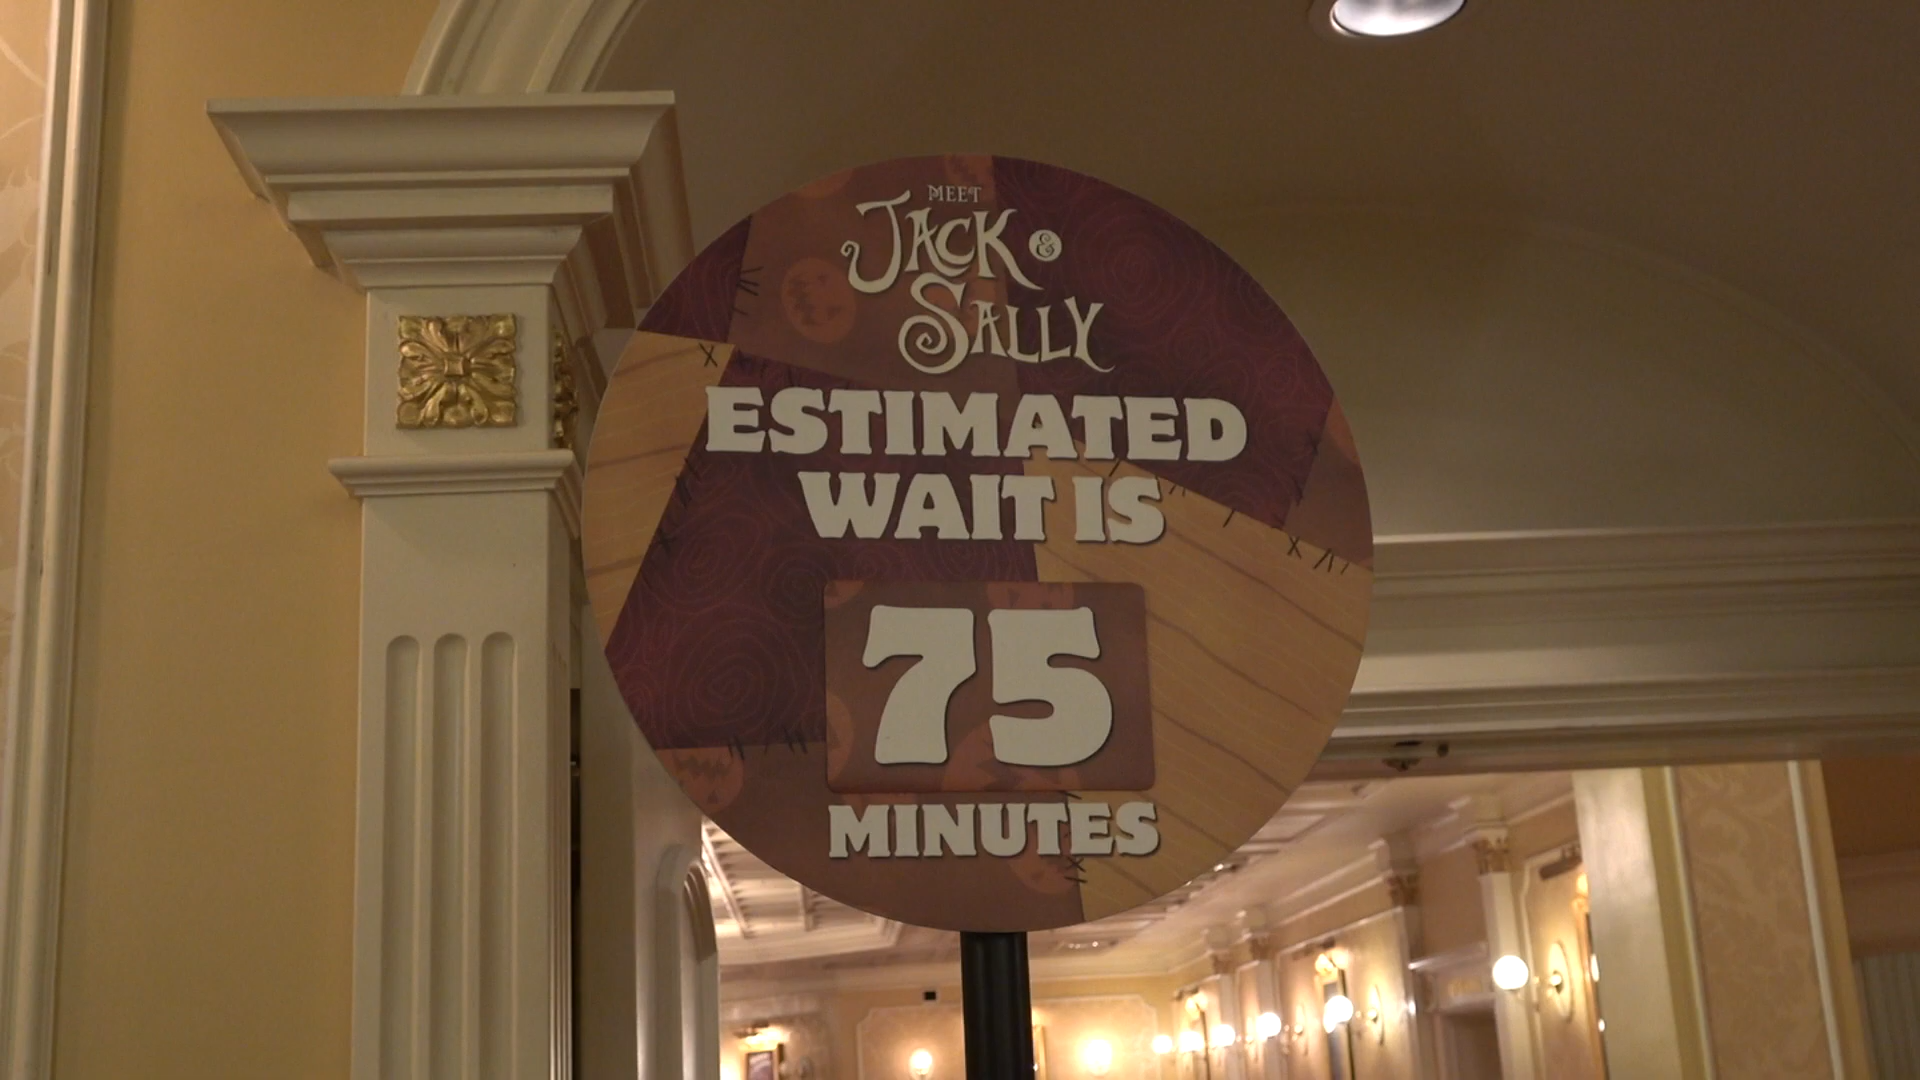 MEET
JACK &
SALLY
ESTIMATED
WAIT IS
75
MINUTES